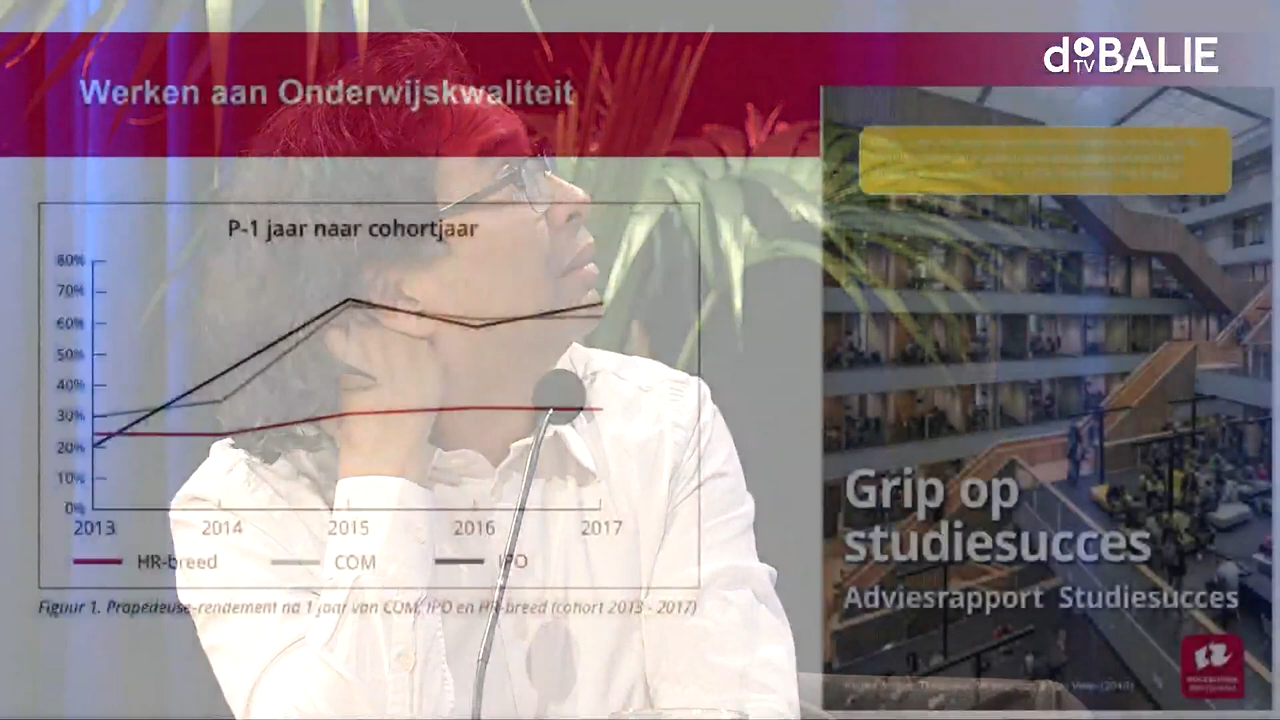 deBALIE
TV
Werken aan Onderwijskwaliteit
P-1 jaar naar cohortjaar
80%
70%
60%
50%
40%
30%
20%
10%
0%
2013 2014 2015 2016 2017
HR-breed COM IPO
Figuur 1. Propedeuse-rendement na 1 jaar van COM, IPO en HR-breed (cohort 2013 - 2017)
Grip op
studiesucces
Adviesrapport Studiesucces